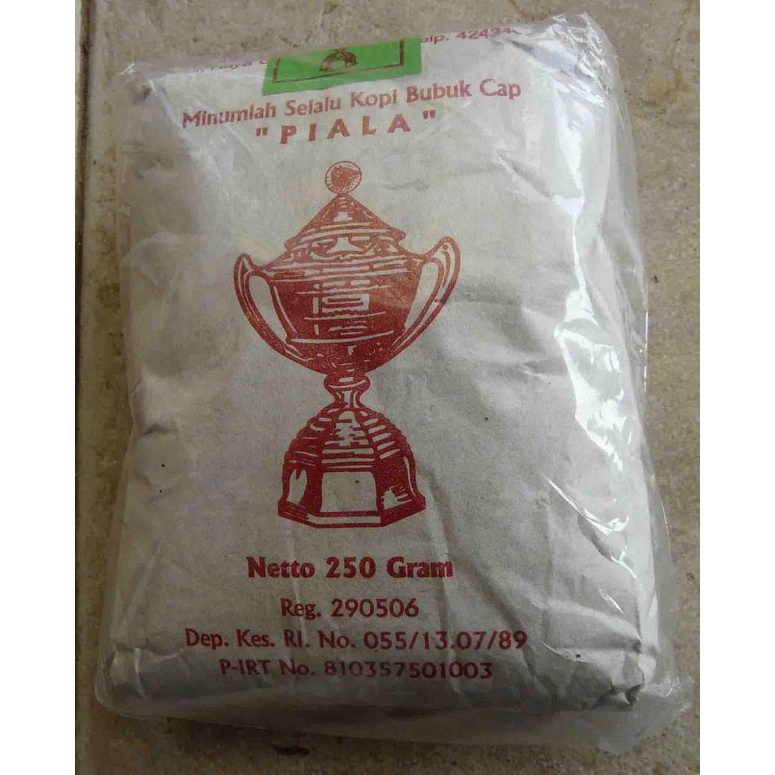 Minumlah Selalu Kopi Bubuk Cap
"PIALA"
Netto 250 Gram
Reg. 290506
Dep. Kes. RI. No. 055/13.07/89
P-IRT No. 810357501003